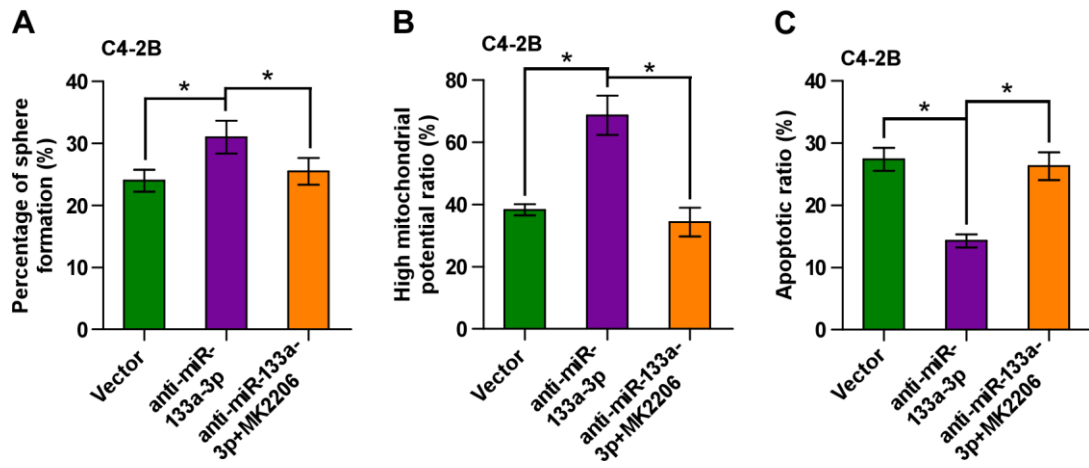 A
C4-2B
Percentage of sphere
formation (%)
40
30
20
10
0
*
*
Vector
anti-miR-
133a-3p
anti-miR-133a-
3p+MK2206
B
C4-2B
High mitochondrial
potential ratio (%)
80
60
40
20
0
*
*
Vector
anti-miR-
133a-3p
anti-miR-133a-
3p+MK2206
C
C4-2B
Apoptotic ratio (%)
40
30
20
10
0
*
*
Vector
anti-miR-
133a-3p
anti-miR-133a-
3p+MK2206